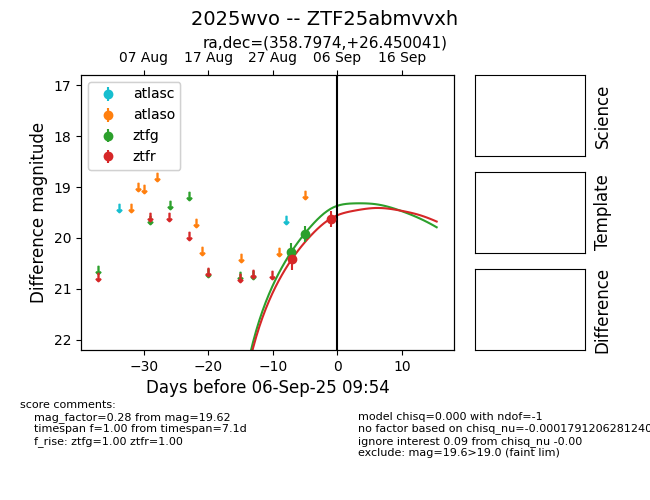 2025wvo -- ZTF25abmvvxh
ra,dec=(358.7974,+26.450041)
07 Aug 17 Aug 27 Aug 06 Sep 16 Sep
atlasc
atlaso
ztfg
ztfr
17
18
19
20
21
22
Difference magnitude
−30 −20 −10 0 10
Days before 06-Sep-25 09:54
Science
Template
Difference
score comments:
mag_factor=0.28 from mag=19.62
timespan f=1.00 from timespan=7.1d
f_rise: ztfg=1.00 ztfr=1.00
model chisq=0.000 with ndof=-1
no factor based on chisq_nu=-0.0001791206281240
ignore interest 0.09 from chisq_nu -0.00
exclude: mag=19.6>19.0 (faint lim)